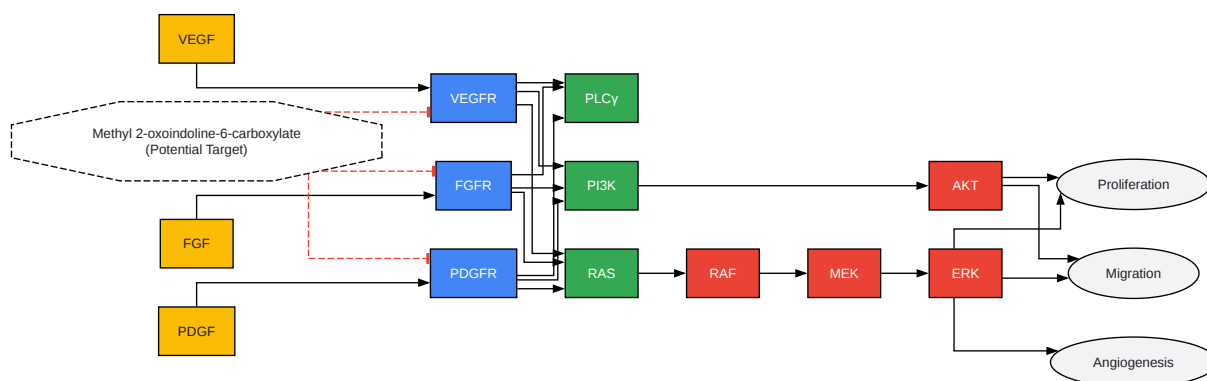 VEGF
VEGFR
PLCγ
Methyl 2-oxoindoline-6-carboxylate
(Potential Target)
FGFR
PI3K
AKT
Proliferation
FGF
PDGFR
RAS
RAF
MEK
ERK
Migration
PDGF
Angiogenesis